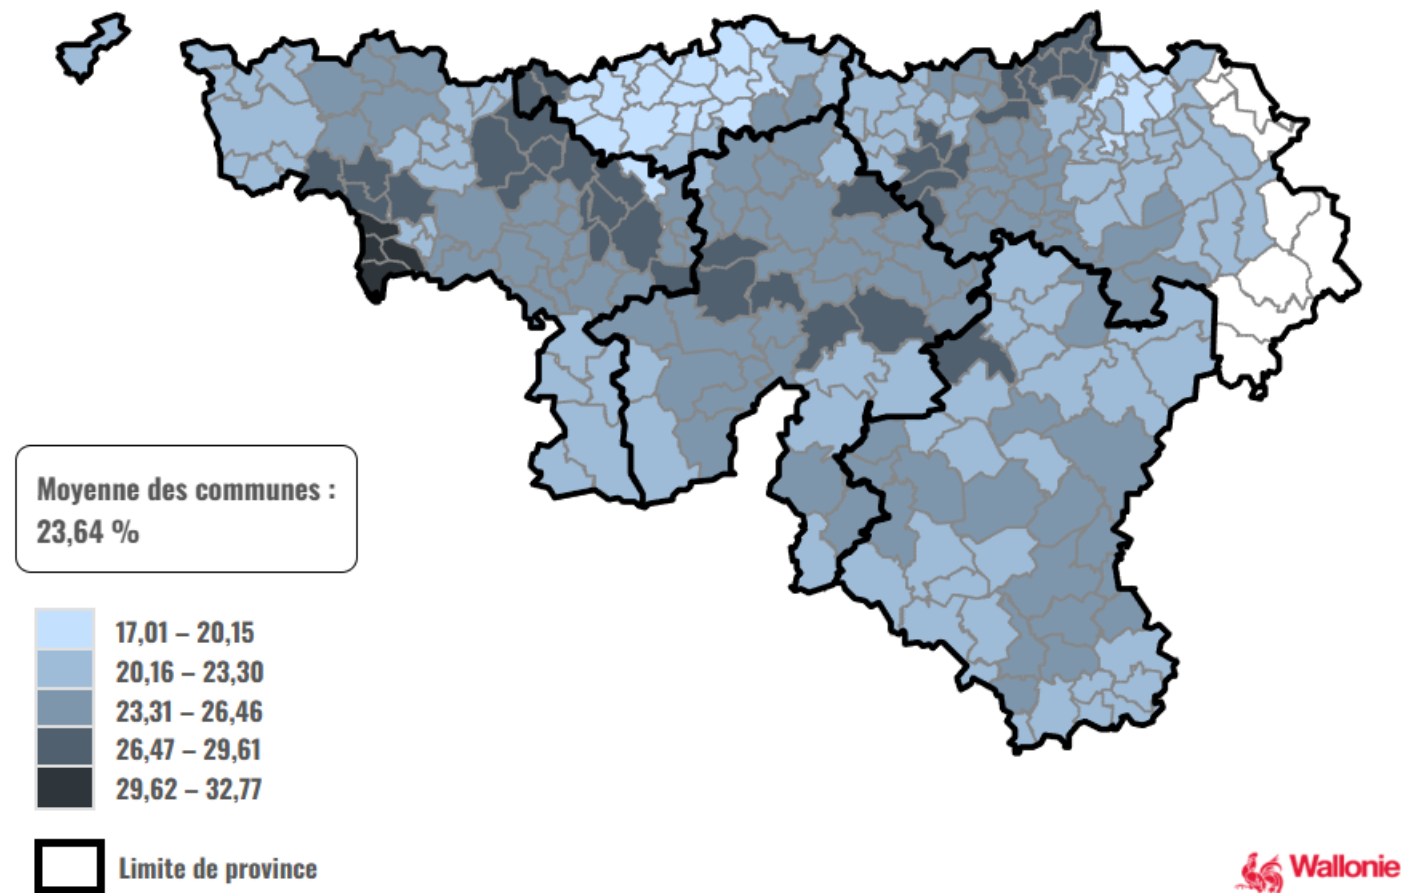 Moyenne des communes :
23,64 %
17,01 – 20,15
20,16 – 23,30
23,31 – 26,46
26,47 – 29,61
29,62 – 32,77
Limite de province
Wallonie